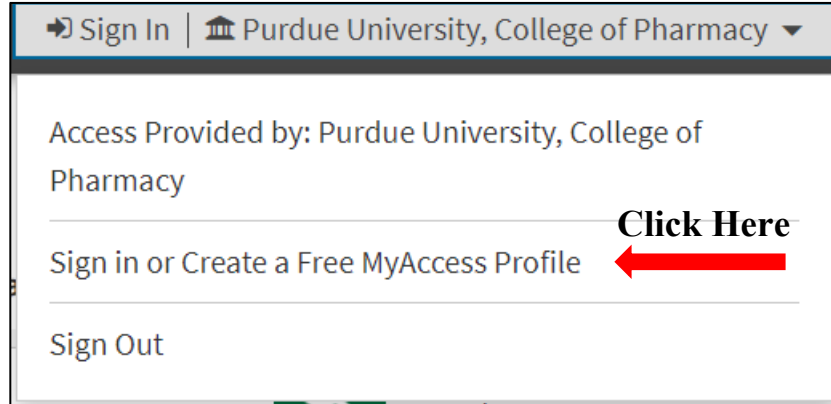 Sign In | Purdue University, College of Pharmacy
Access Provided by: Purdue University, College of
Pharmacy
Click Here
Sign in or Create a Free MyAccess Profile
Sign Out